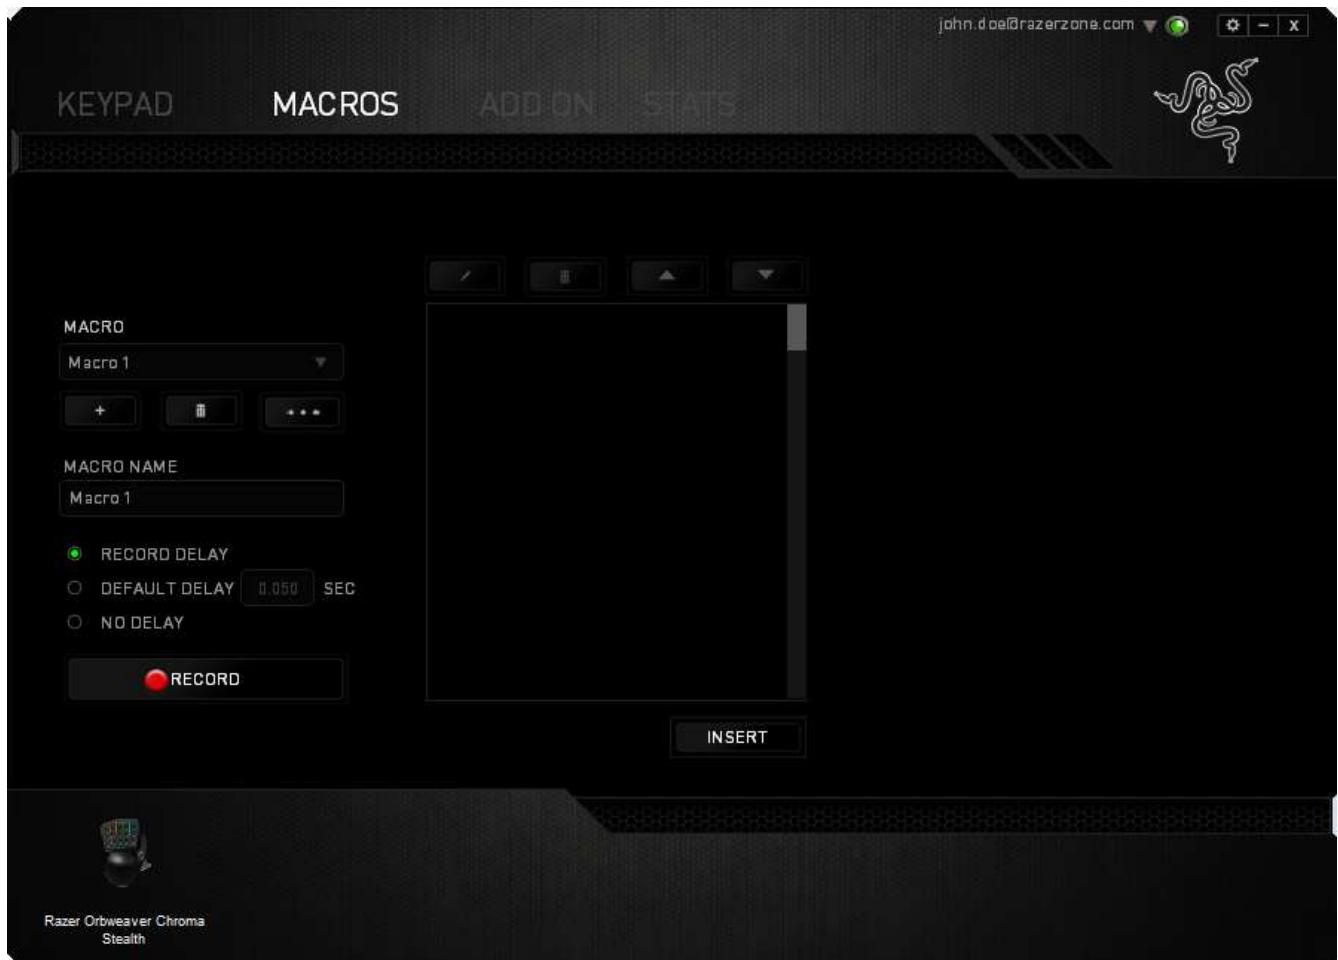 john.doe@razerzone.com
KEYPAD MACROS ADD ON STATS
MACRO
Macro 1
MACRO NAME
Macro 1
RECORD DELAY
DEFAULT DELAY 0.050 SEC
NO DELAY
RECORD
INSERT
Razer Orbweaver Chroma
Stealth